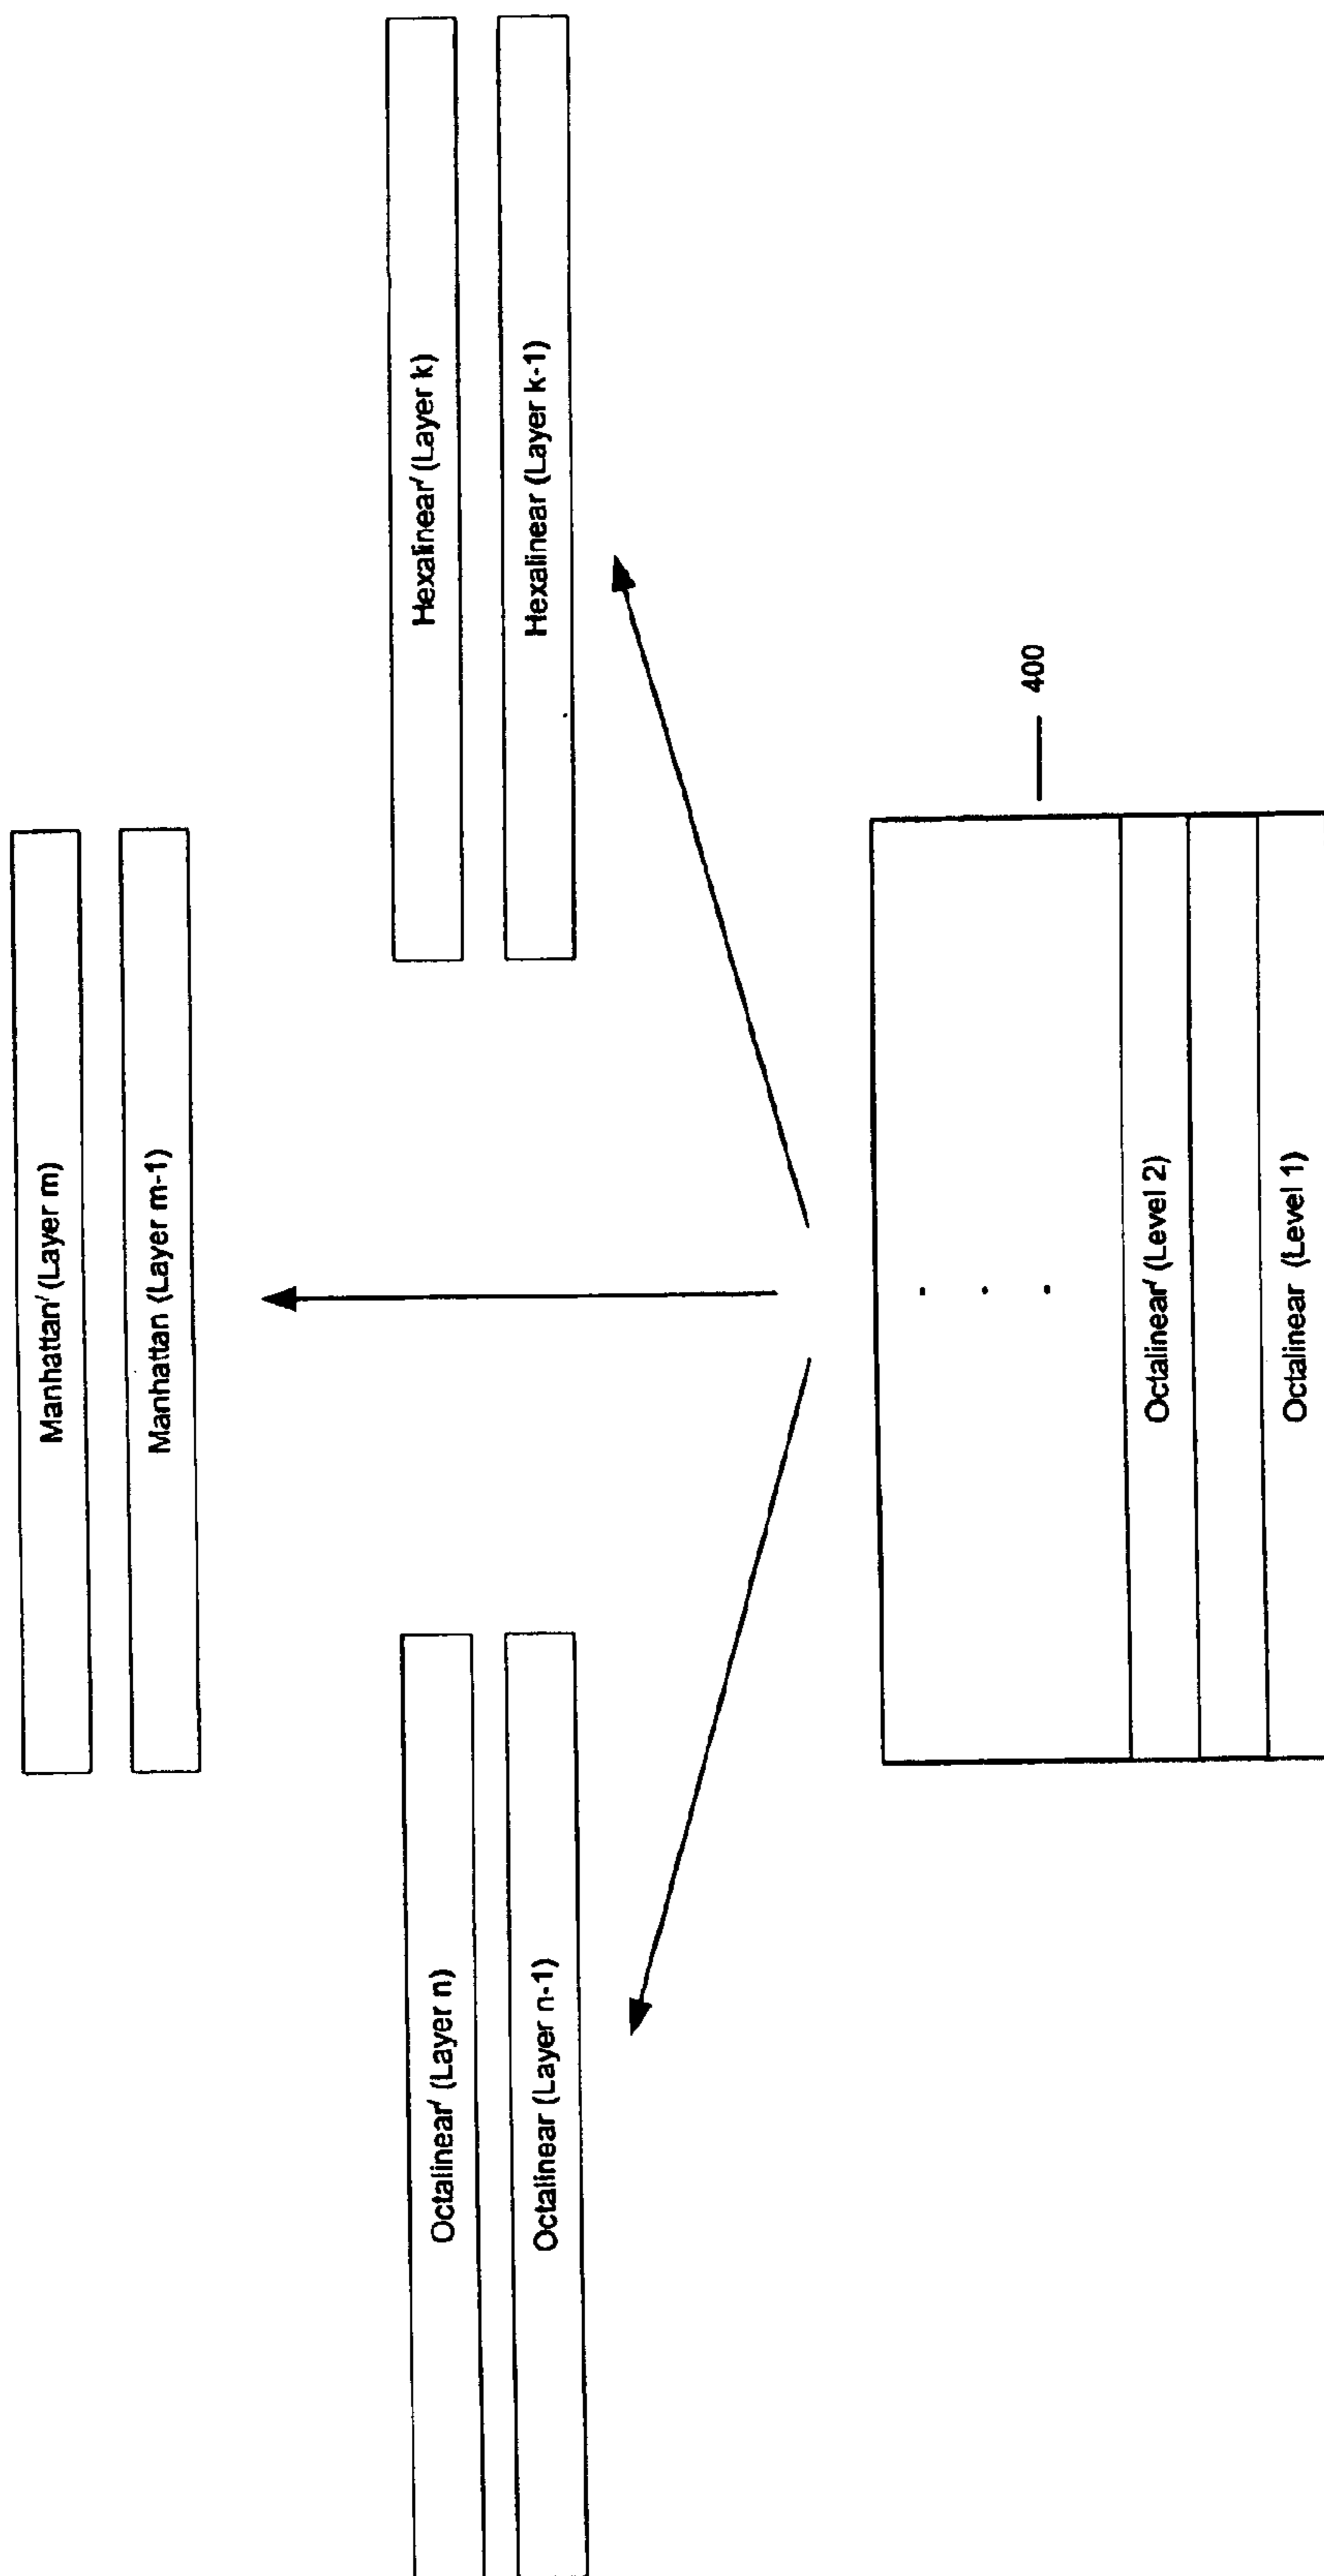 Manhattan' (Layer m)
Manhattan (Layer m-1)
Octalinear' (Layer n)
Octalinear (Layer n-1)
Hexalinear' (Layer k)
Hexalinear (Layer k-1)
400
Octalinear' (Level 2)
Octalinear (Level 1)